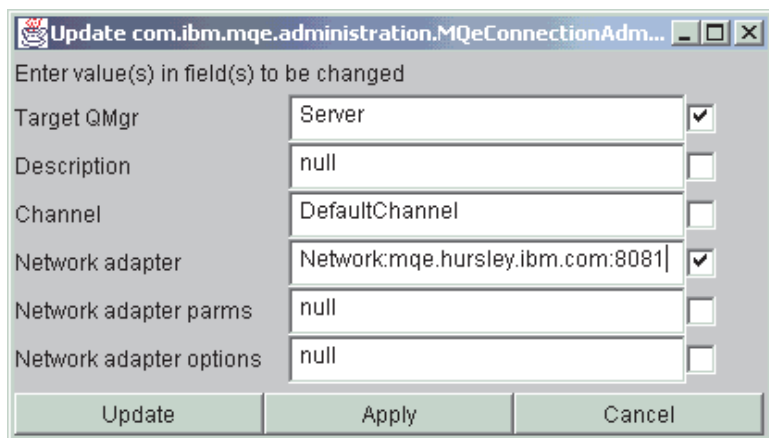 Update com.ibm.mqe.administration.MQeConnectionAdm...
Enter value(s) in field(s) to be changed
Target QMgr Server
Description null
Channel DefaultChannel
Network adapter Network:mqe.hursley.ibm.com:8081
Network adapter parms null
Network adapter options null
Update Apply Cancel